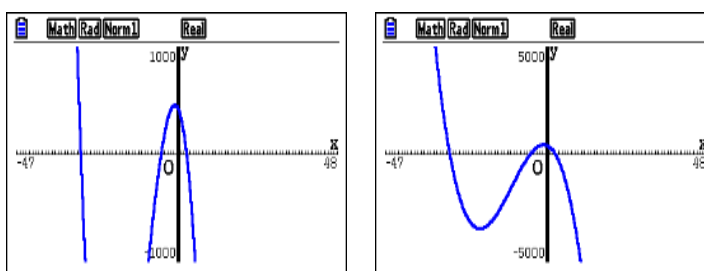 Math Rad Norm1 Real
1000 y
x
-47 O 48
-1000
Math Rad Norm1 Real
5000 y
x
-47 O 48
-5000